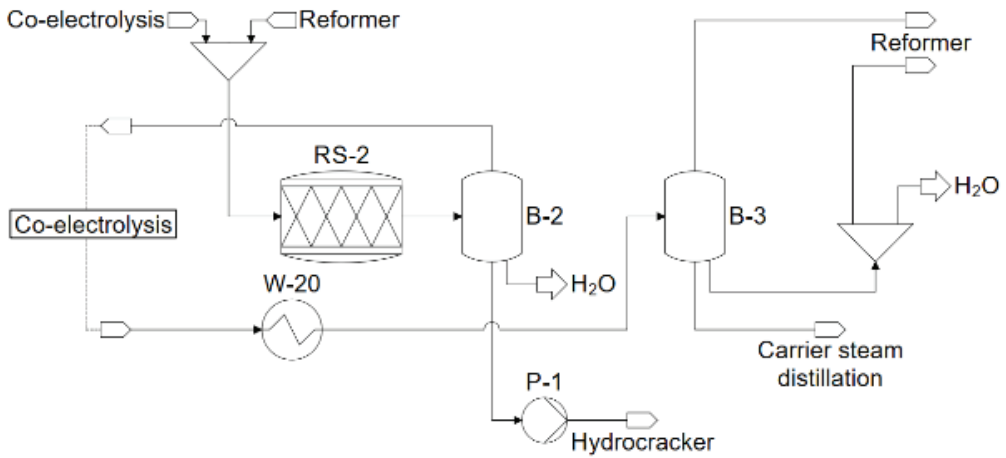 Co-electrolysis
Reformer
Reformer
RS-2
B-2
B-3
H₂O
Co-electrolysis
W-20
H₂O
Carrier steam
distillation
P-1
Hydrocracker